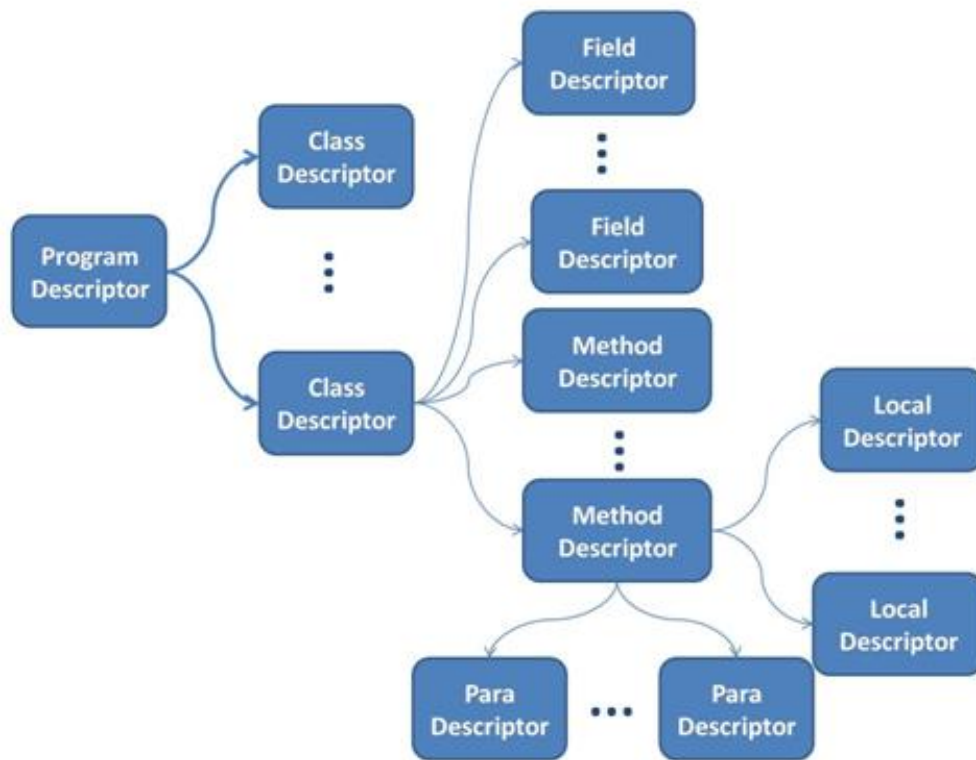 Field
Descriptor
Class
Descriptor
Field
Descriptor
Program
Descriptor
Method
Descriptor
Class
Descriptor
Local
Descriptor
Method
Descriptor
Local
Descriptor
Para
Descriptor
Para
Descriptor